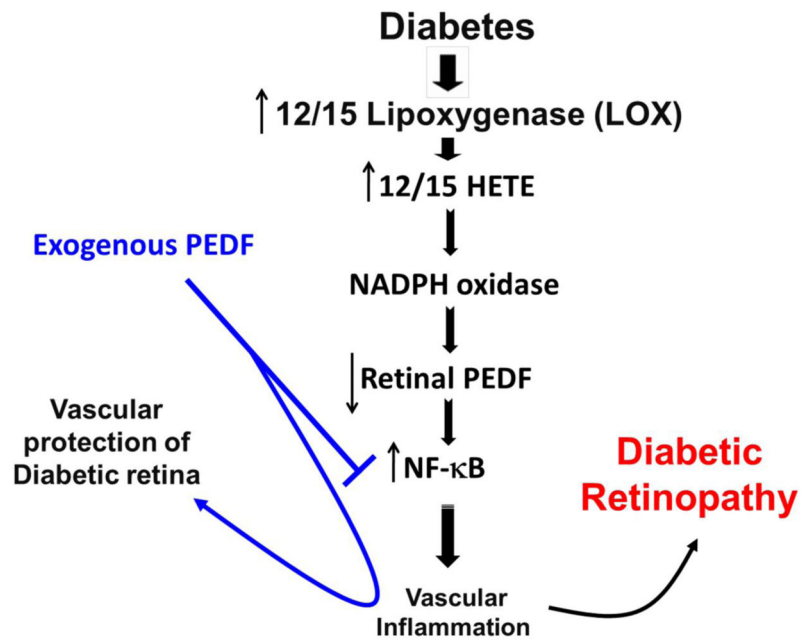 Diabetes
↑ 12/15 Lipoxygenase (LOX)
↑ 12/15 HETE
Exogenous PEDF
NADPH oxidase
↓ Retinal PEDF
Vascular
protection of
Diabetic retina
↑ NF-κB
Diabetic
Retinopathy
Vascular
Inflammation